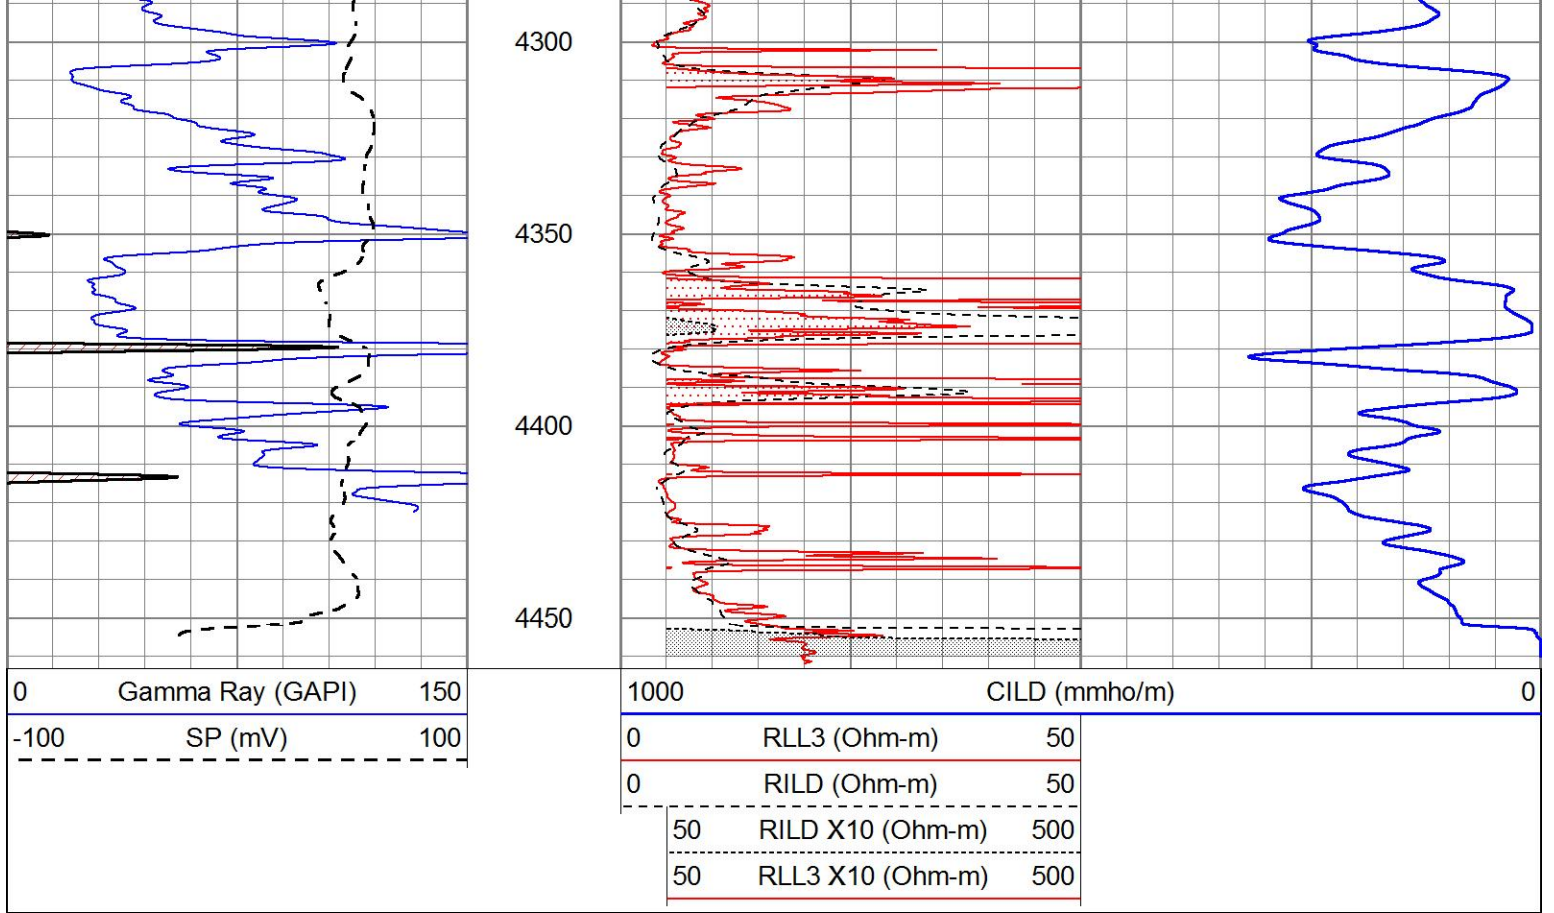 4300
4350
4400
4450
0 Gamma Ray (GAPI) 150
-100 SP (mV) 100
1000 CILD (mmho/m) 0
0 RLL3 (Ohm-m) 50
0 RILD (Ohm-m) 50
50 RILD X10 (Ohm-m) 500
50 RLL3 X10 (Ohm-m) 500